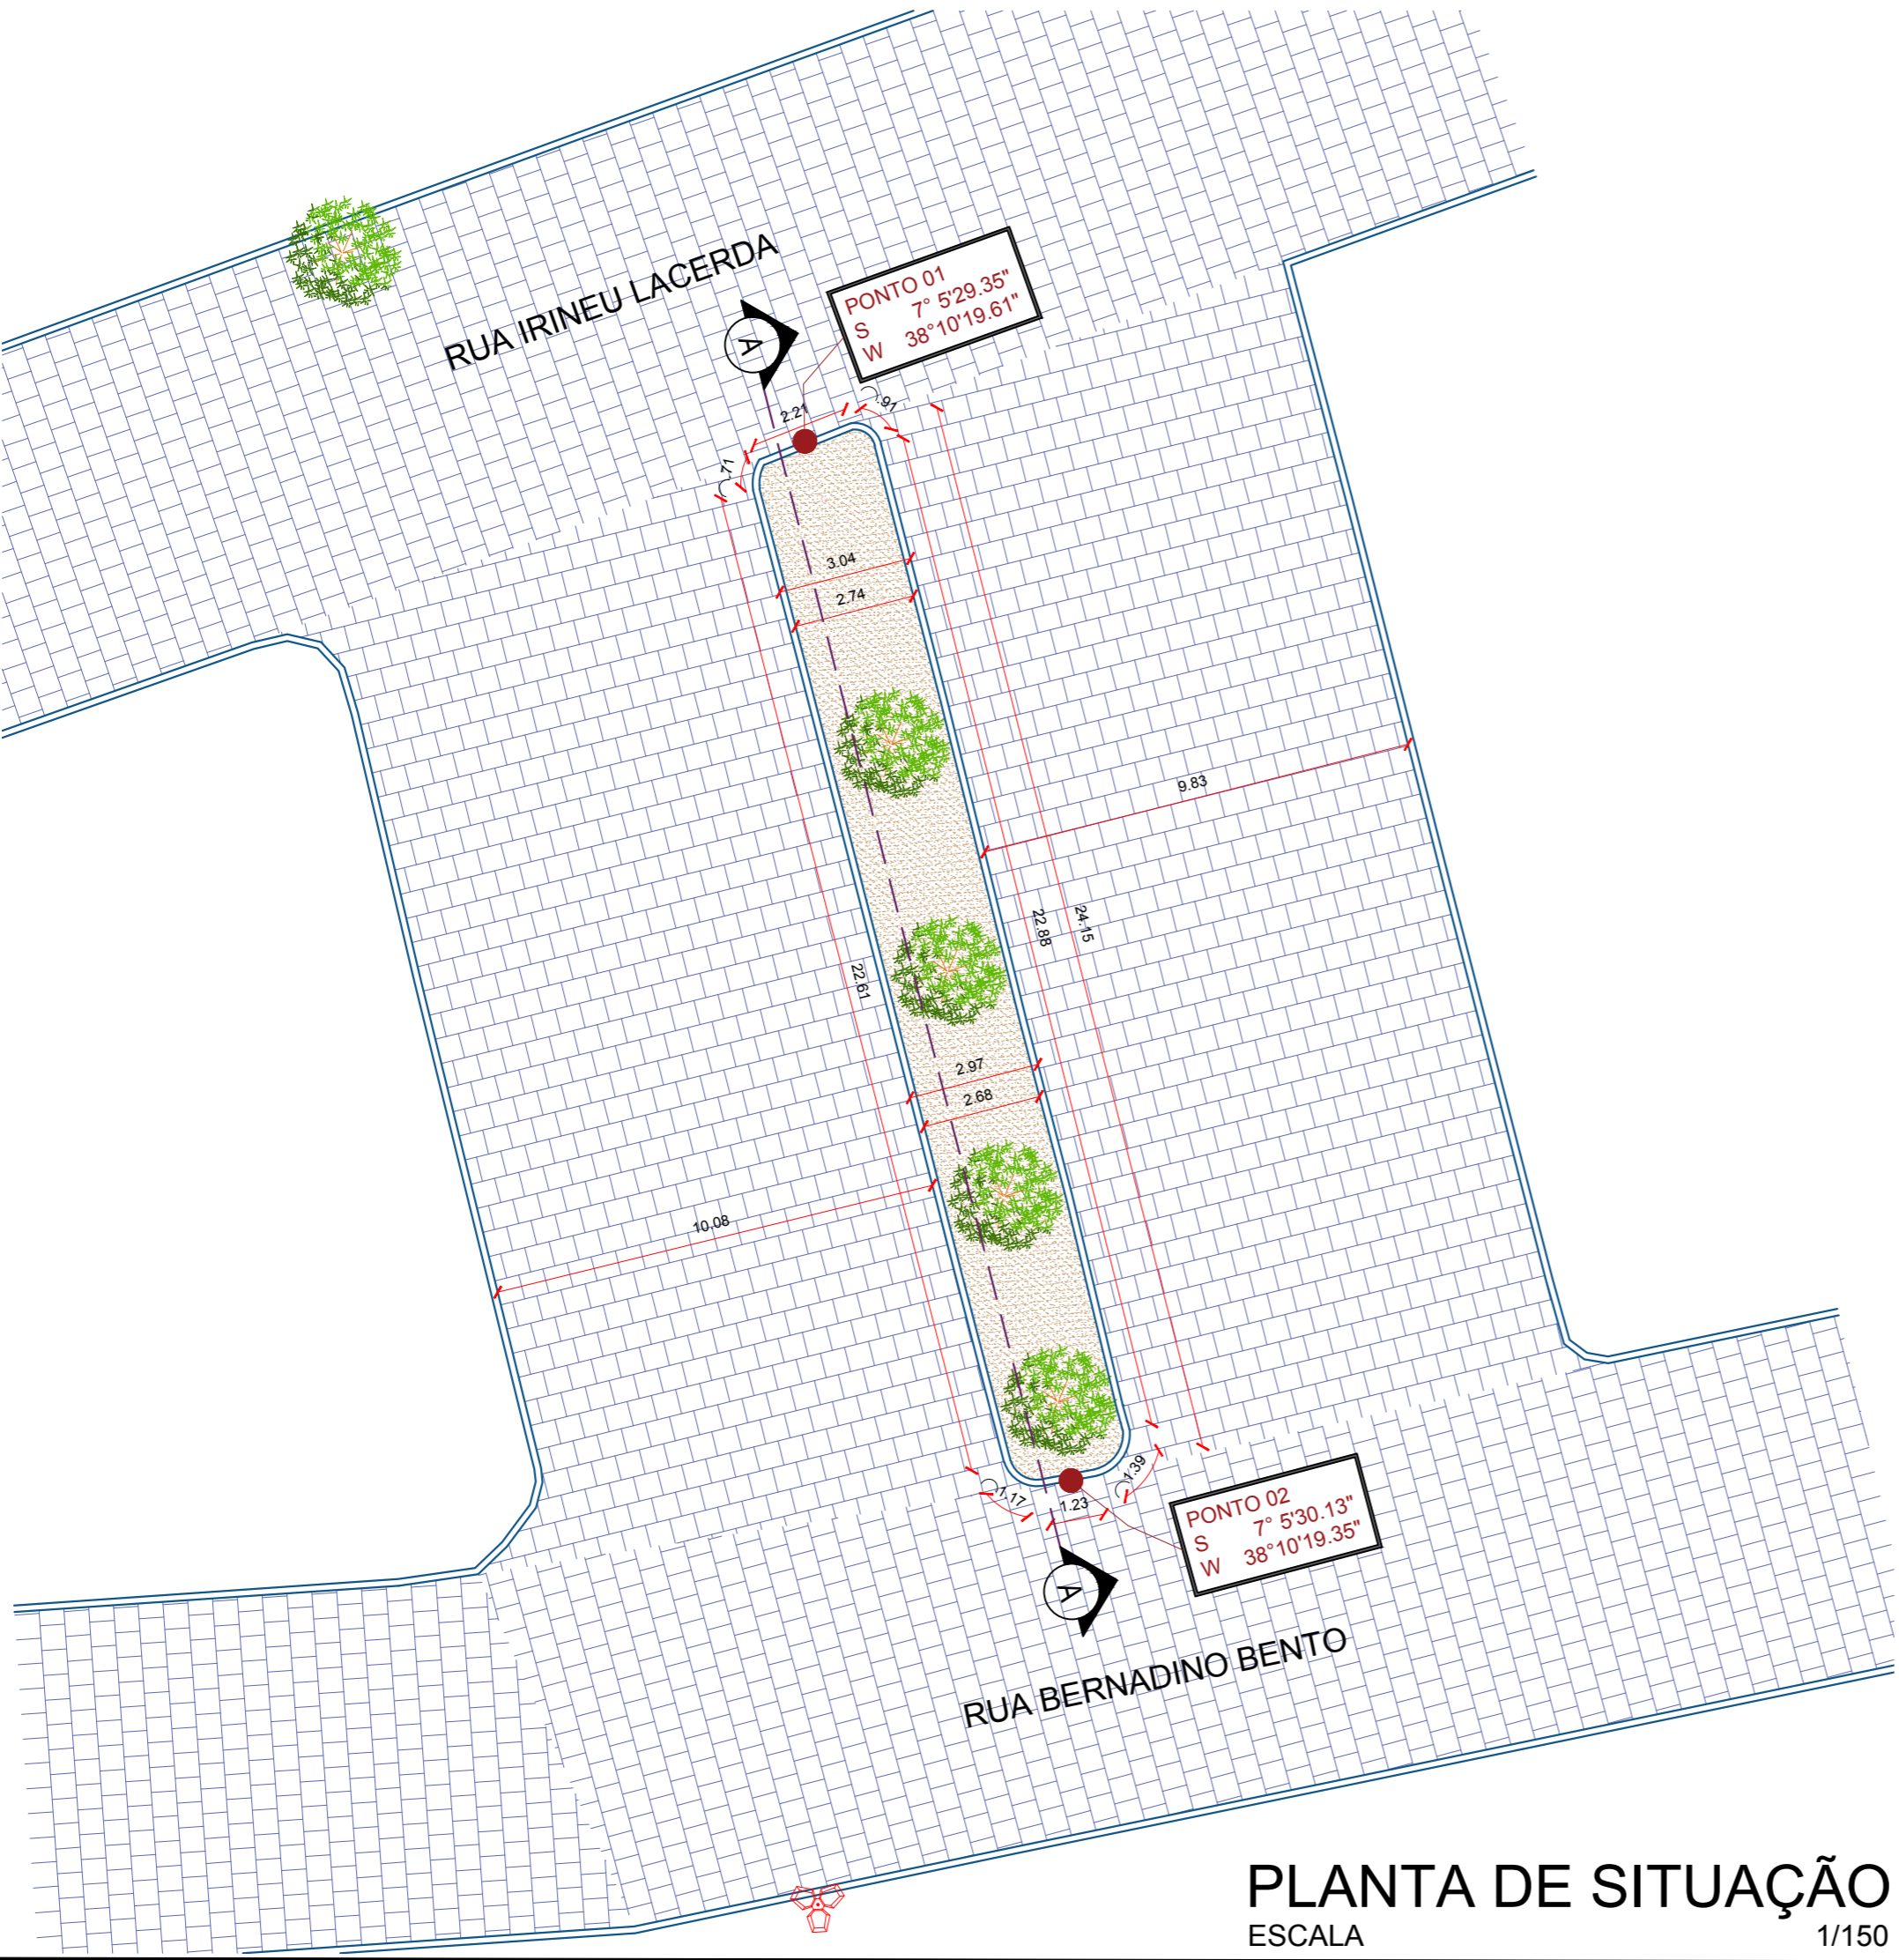 RUA IRINEU LACERDA
PONTO 01
S 7° 5'29.35"
W 38°10'19.61"
A
2.21
.91
.71
3.04
2.74
9.83
22.88
24.15
22.61
2.97
2.68
10.08
1.17
1.23
1.39
PONTO 02
S 7° 5'30.13"
W 38°10'19.35"
A
RUA BERNADINO BENTO
PLANTA DE SITUAÇÃO
ESCALA 1/150